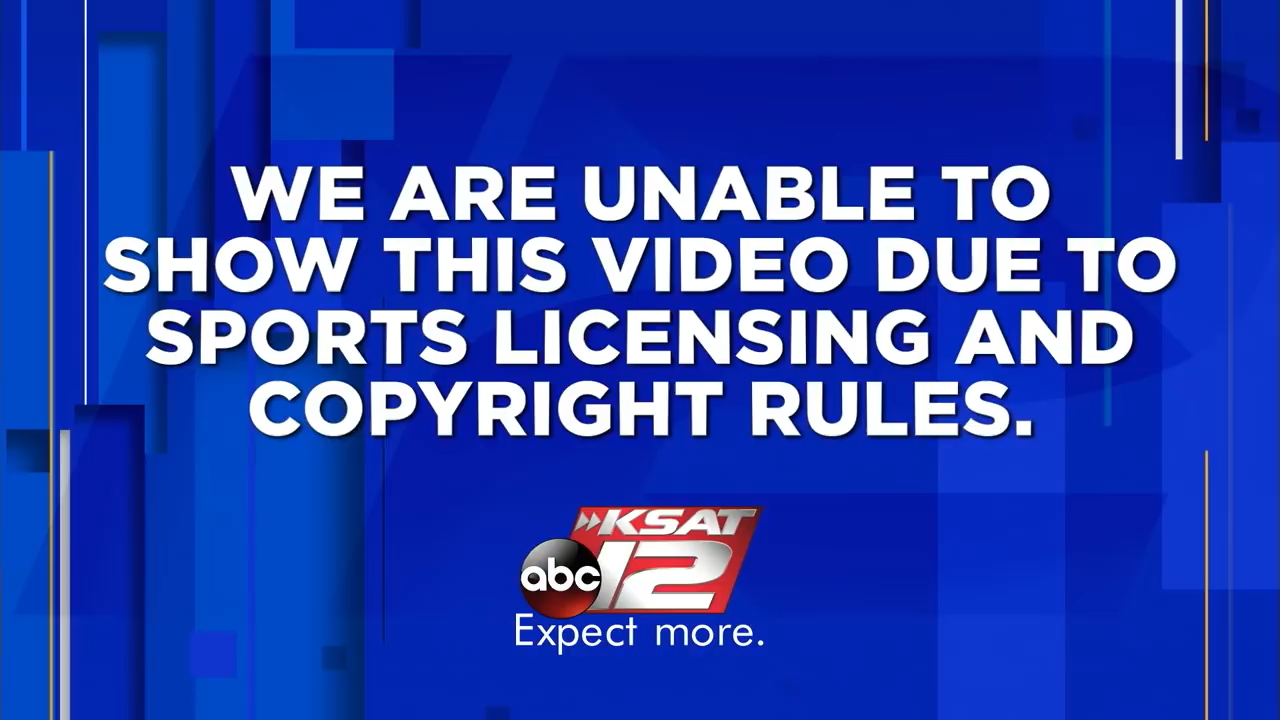 WE ARE UNABLE TO
SHOW THIS VIDEO DUE TO
SPORTS LICENSING AND
COPYRIGHT RULES.
KSAT
abc 12
Expect more.